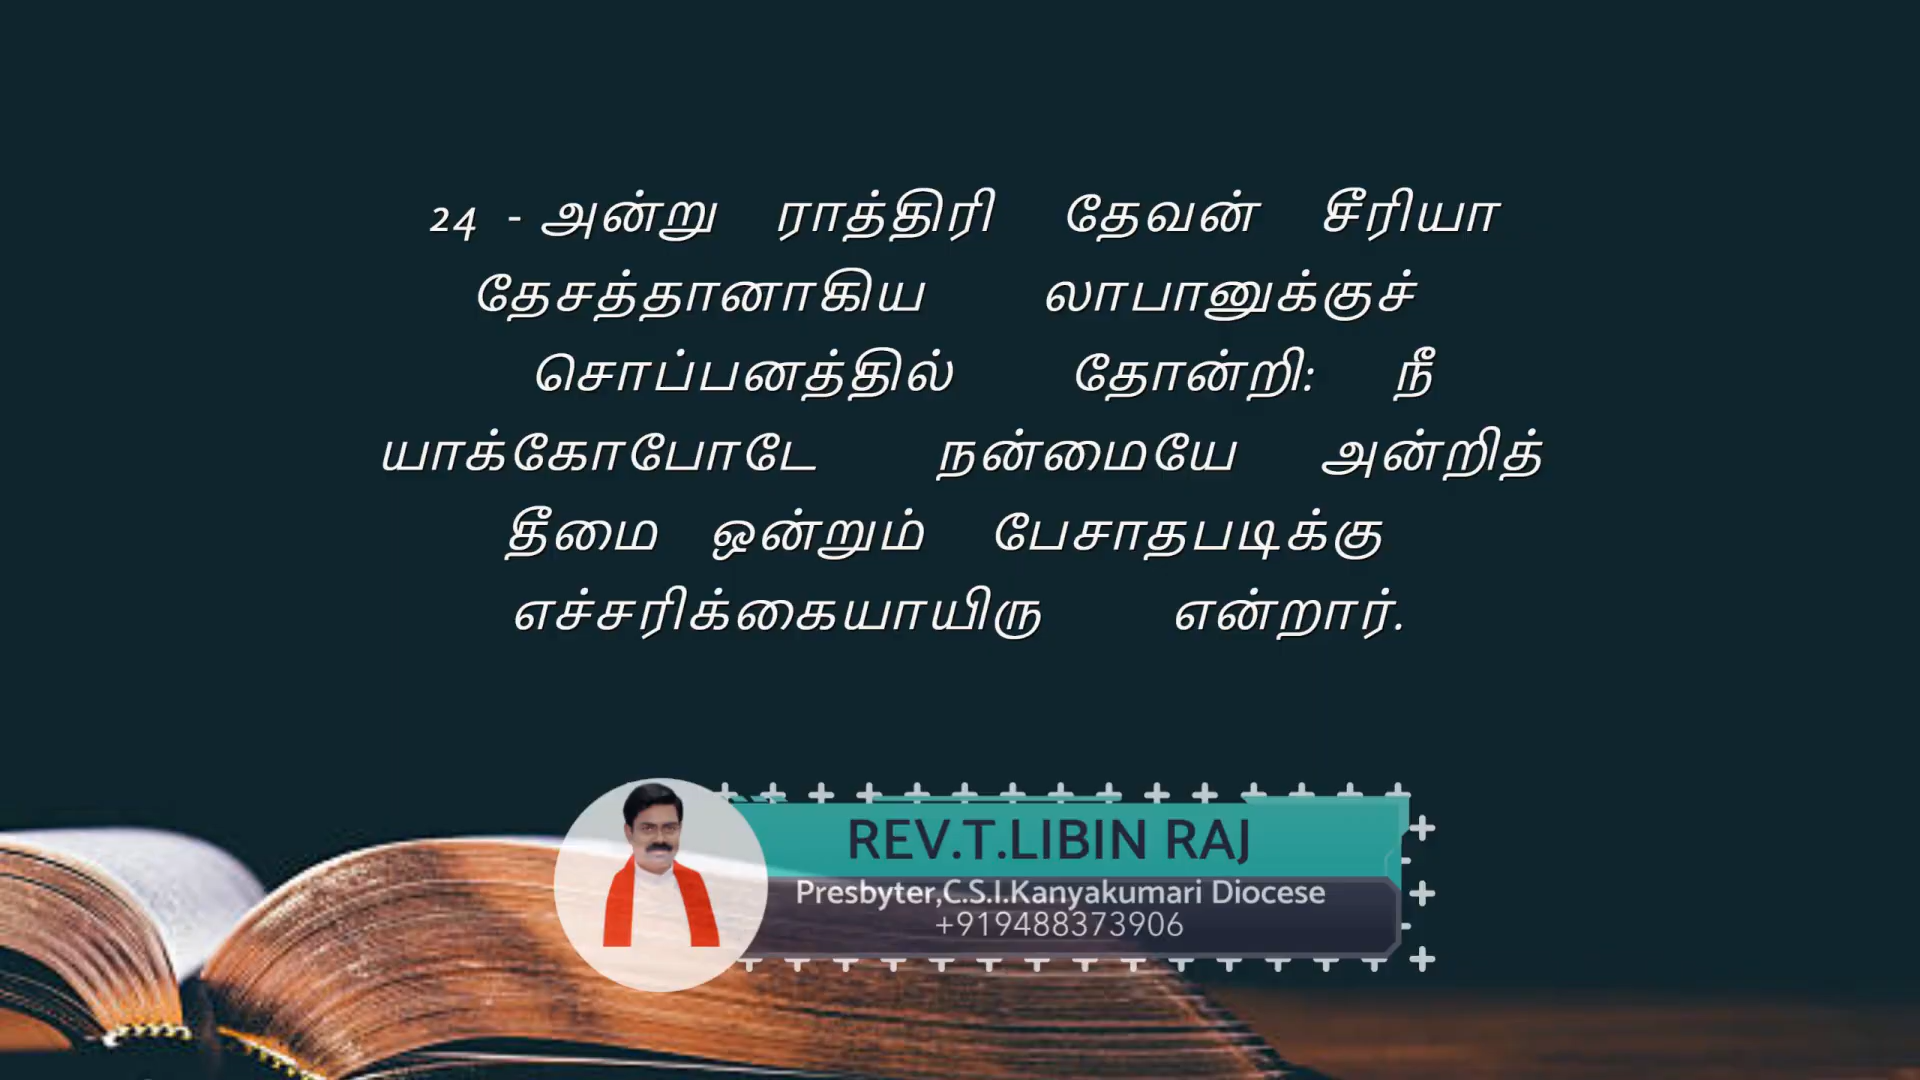 24 - அன்று ராத்திரி தேவன் சீரியா
தேசத்தானாகிய லாபானுக்குச்
சொப்பனத்தில் தோன்றி: நீ
யாக்கோபோடே நன்மையே அன்றித்
தீமை ஒன்றும் பேசாதபடிக்கு
எச்சரிக்கையாயிரு என்றார்.
REV.T.LIBIN RAJ
Presbyter,C.S.I.Kanyakumari Diocese
+919488373906